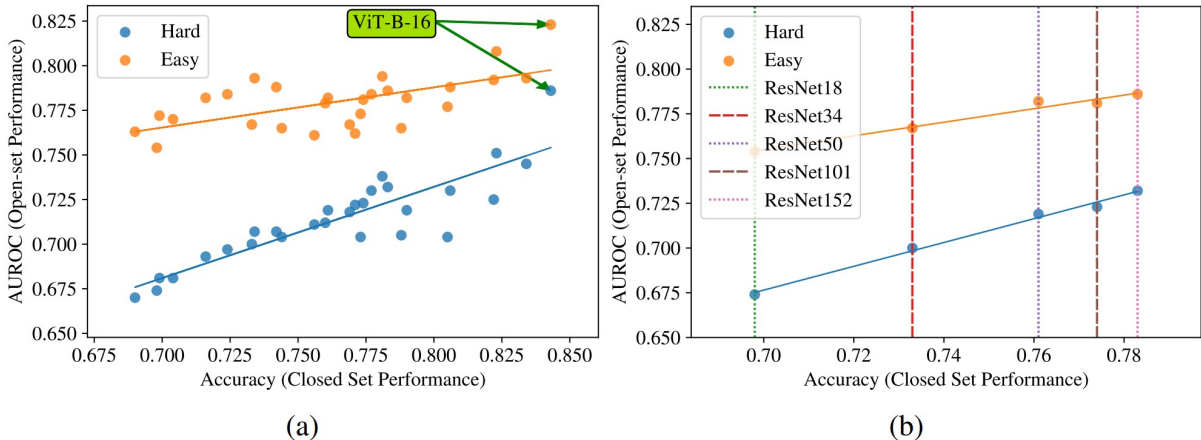 AUROC (Open-set Performance)
0.825
0.800
0.775
0.750
0.725
0.700
0.675
0.650
Hard
Easy
ViT-B-16
0.675 0.700 0.725 0.750 0.775 0.800 0.825 0.850
Accuracy (Closed Set Performance)
(a)
AUROC (Open-set Performance)
0.825
0.800
0.775
0.750
0.725
0.700
0.675
0.650
Hard
Easy
ResNet18
ResNet34
ResNet50
ResNet101
ResNet152
0.70 0.72 0.74 0.76 0.78
Accuracy (Closed Set Performance)
(b)